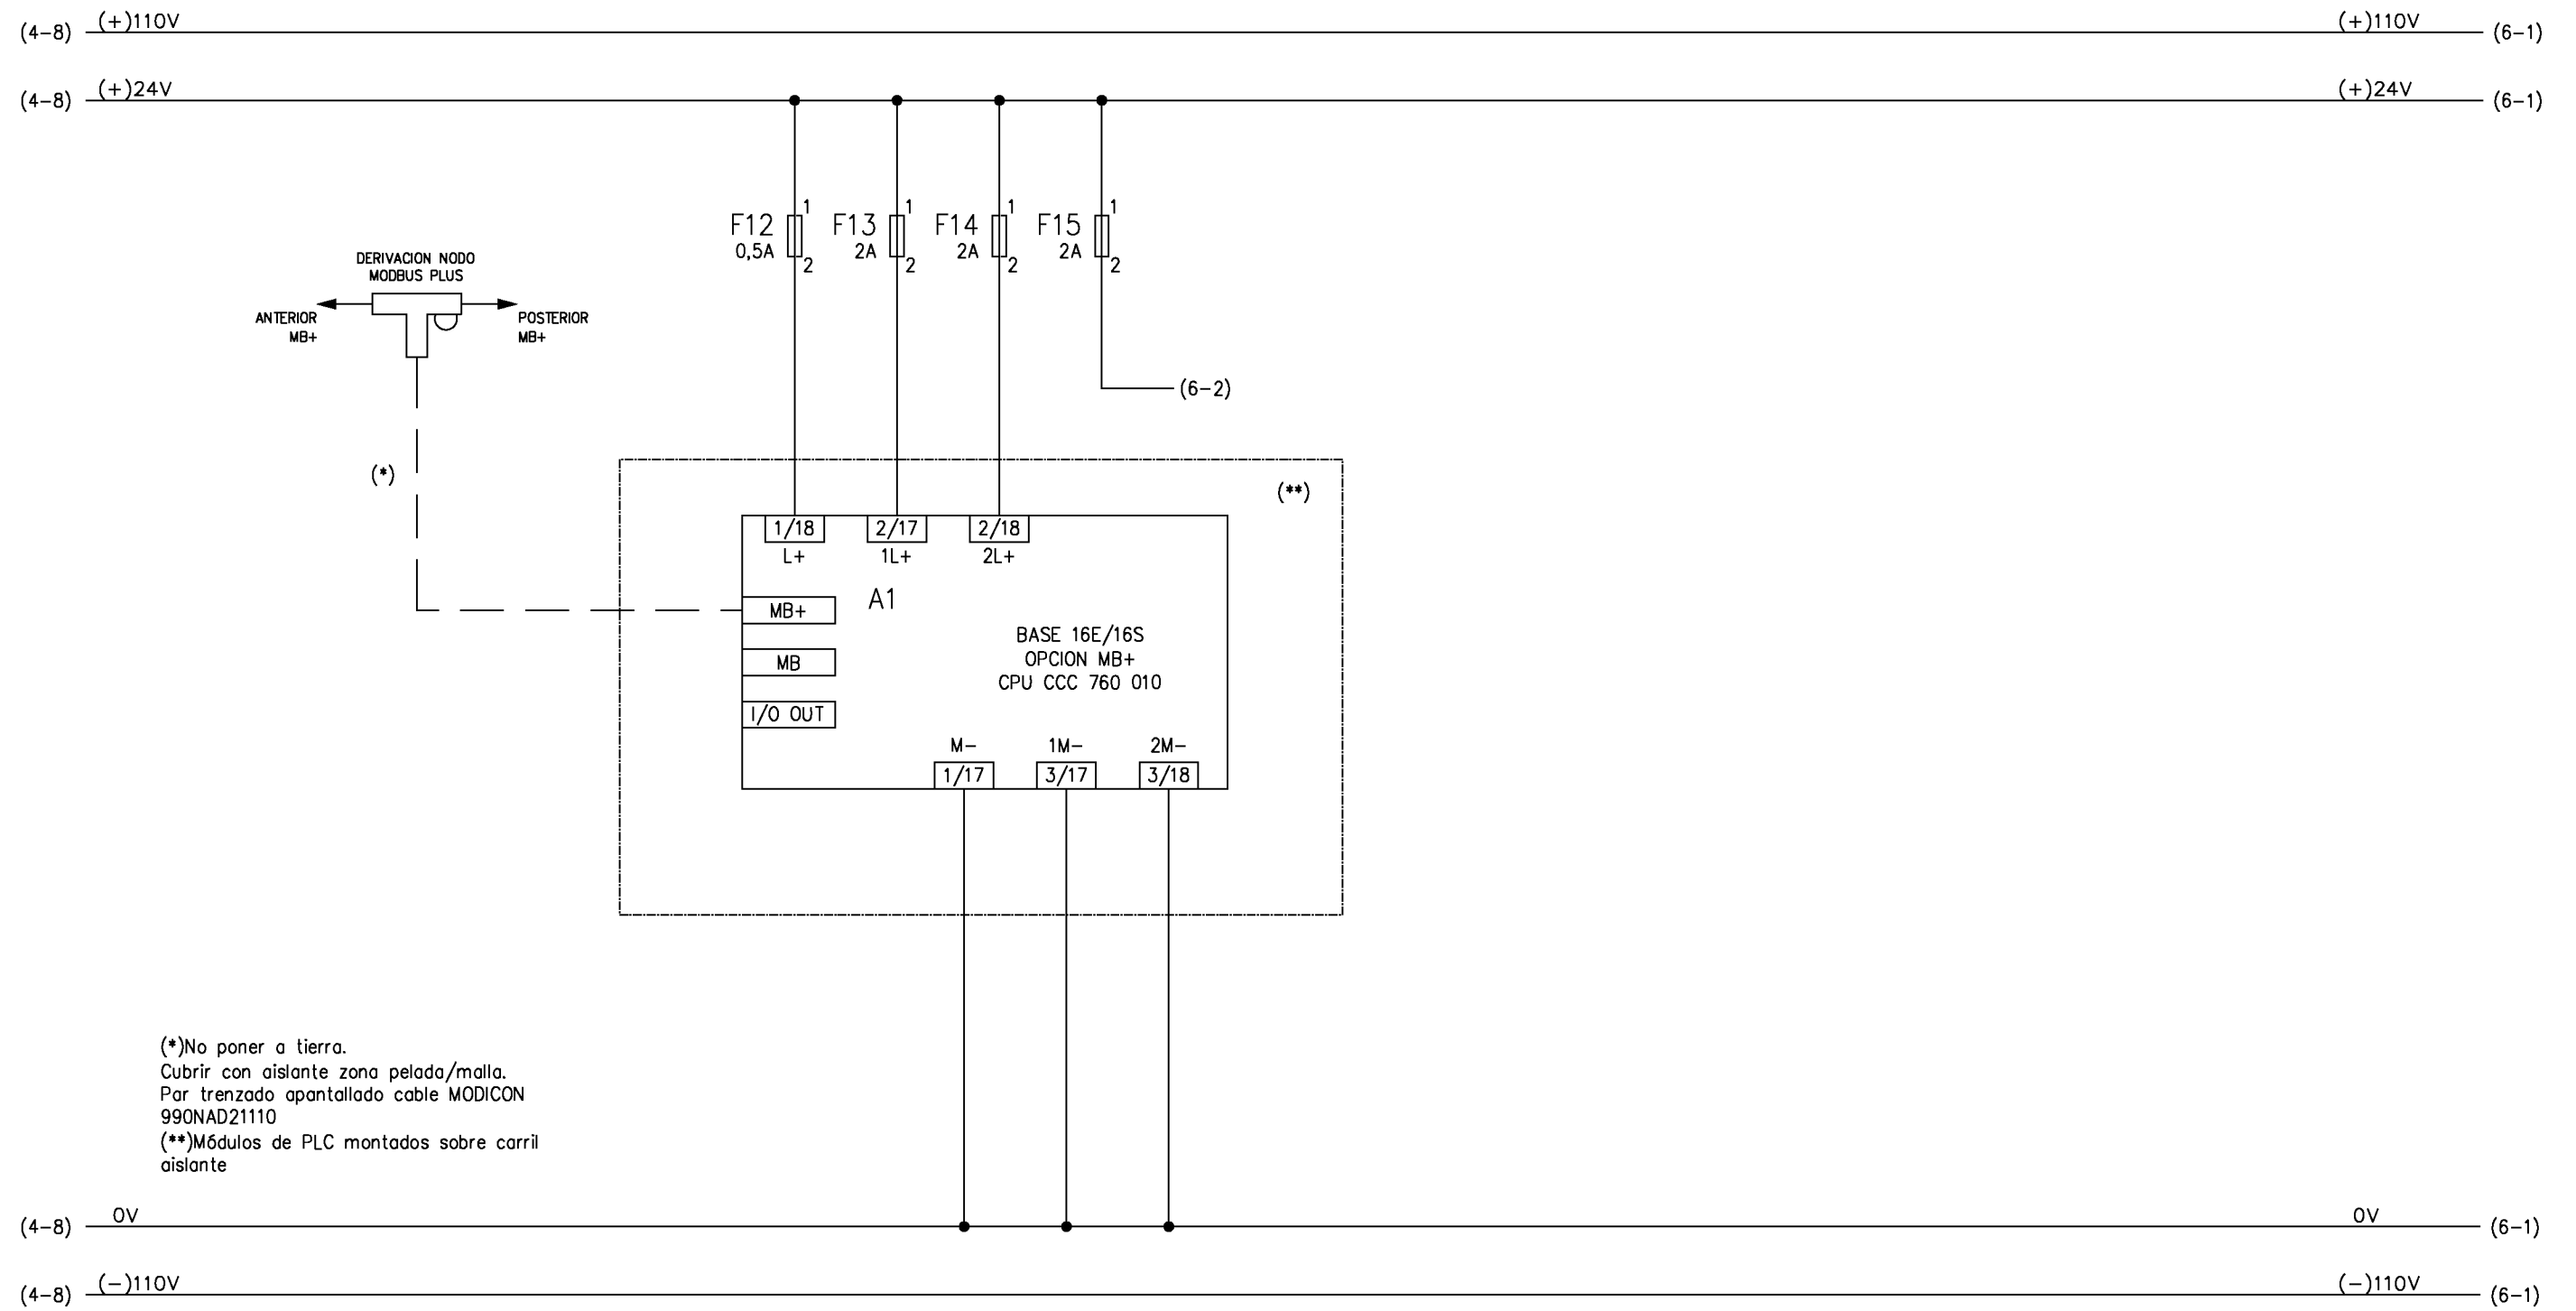 (4-8) (+)110V (+)110V (6-1)
(4-8) (+)24V (+)24V (6-1)
1 1 1 1
F12 F13 F14 F15
0,5A 2A 2A 2A
2 2 2 2
DERIVACION NODO
MODBUS PLUS
ANTERIOR
MB+
POSTERIOR
MB+
(6-2)
(*)
(**)
1/18 2/17 2/18
L+ 1L+ 2L+
A1
MB+
MB
I/O OUT
BASE 16E/16S
OPCION MB+
CPU CCC 760 010
M- 1M- 2M-
1/17 3/17 3/18
(*)No poner a tierra.
Cubrir con aislante zona pelada/malla.
Par trenzado apantallado cable MODICON
990NAD21110
(**)Módulos de PLC montados sobre carril
aislante
(4-8) 0V 0V (6-1)
(4-8) (-)110V (-)110V (6-1)